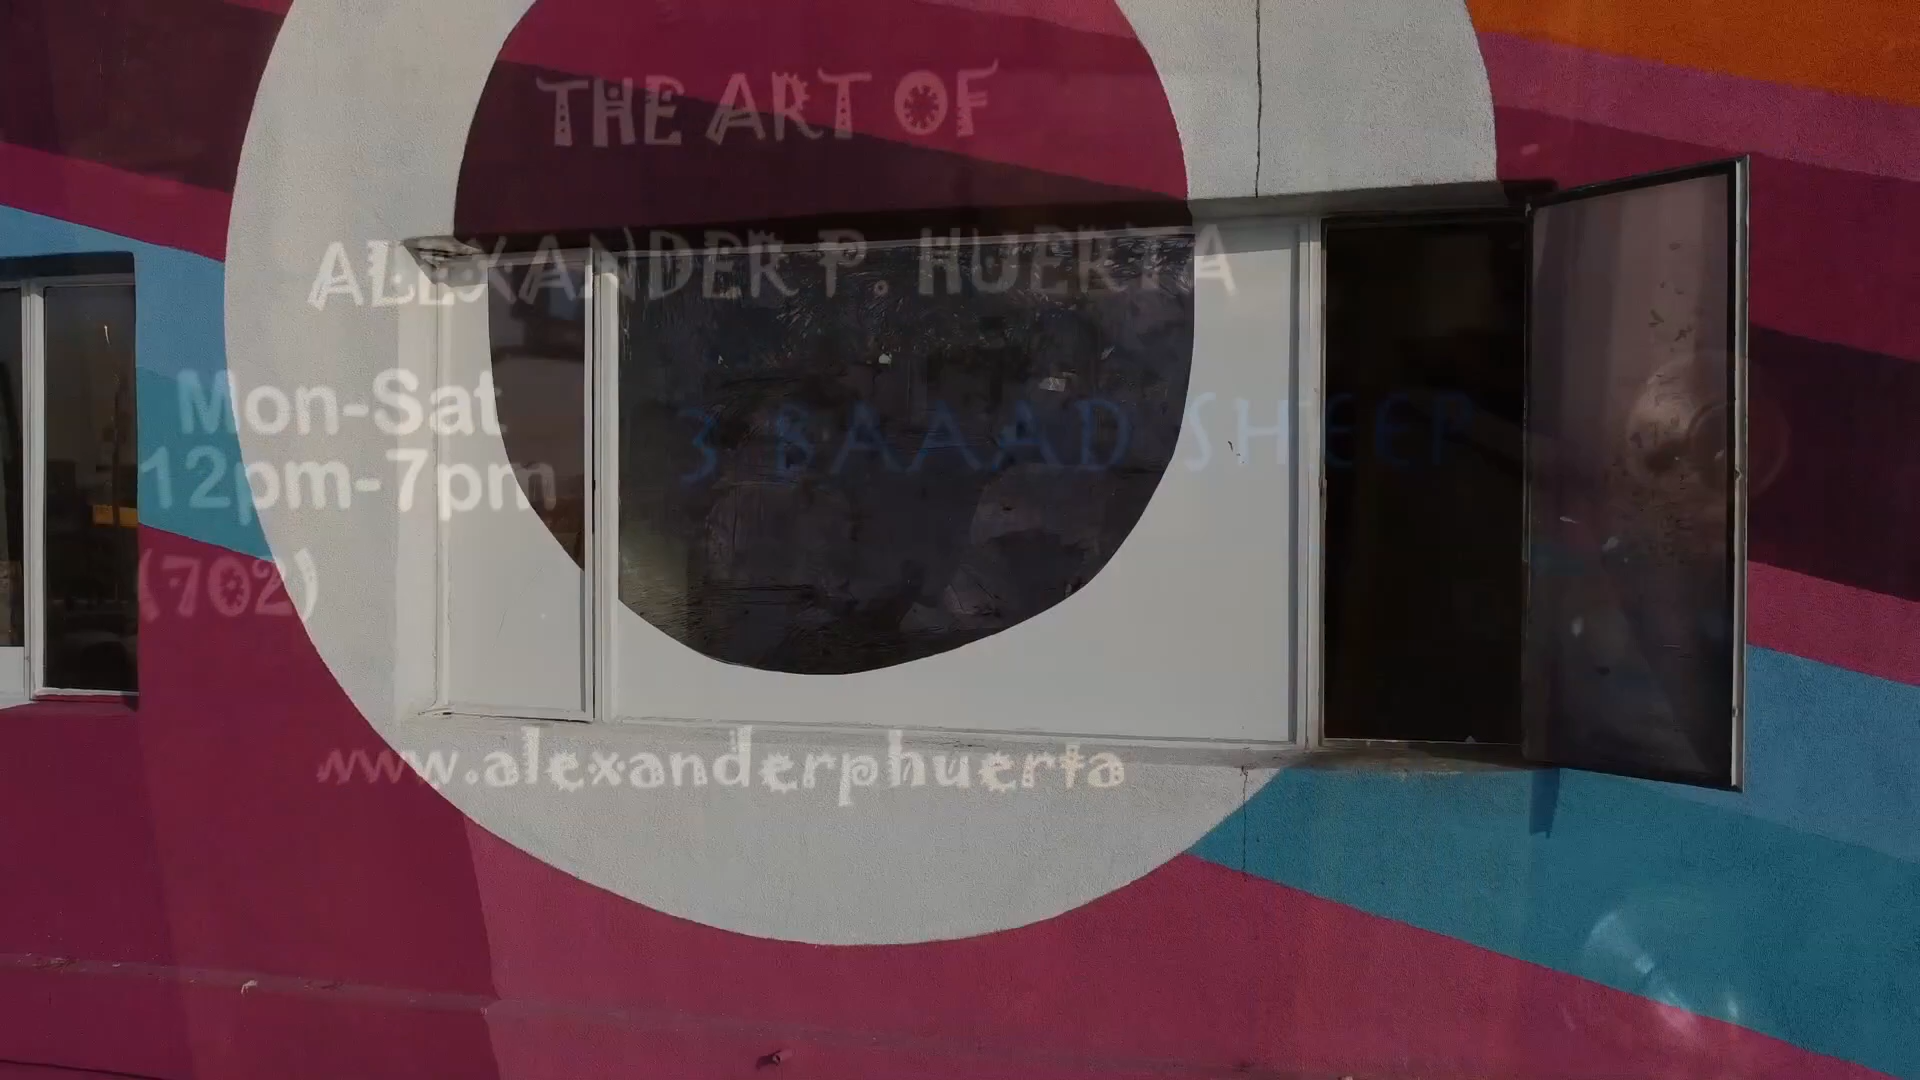 THE ART OF
ALEXANDER P. HUERTA
Mon-Sat
12pm-7pm
3 BAAAD SHEEP
(702)
www.alexanderphuerta